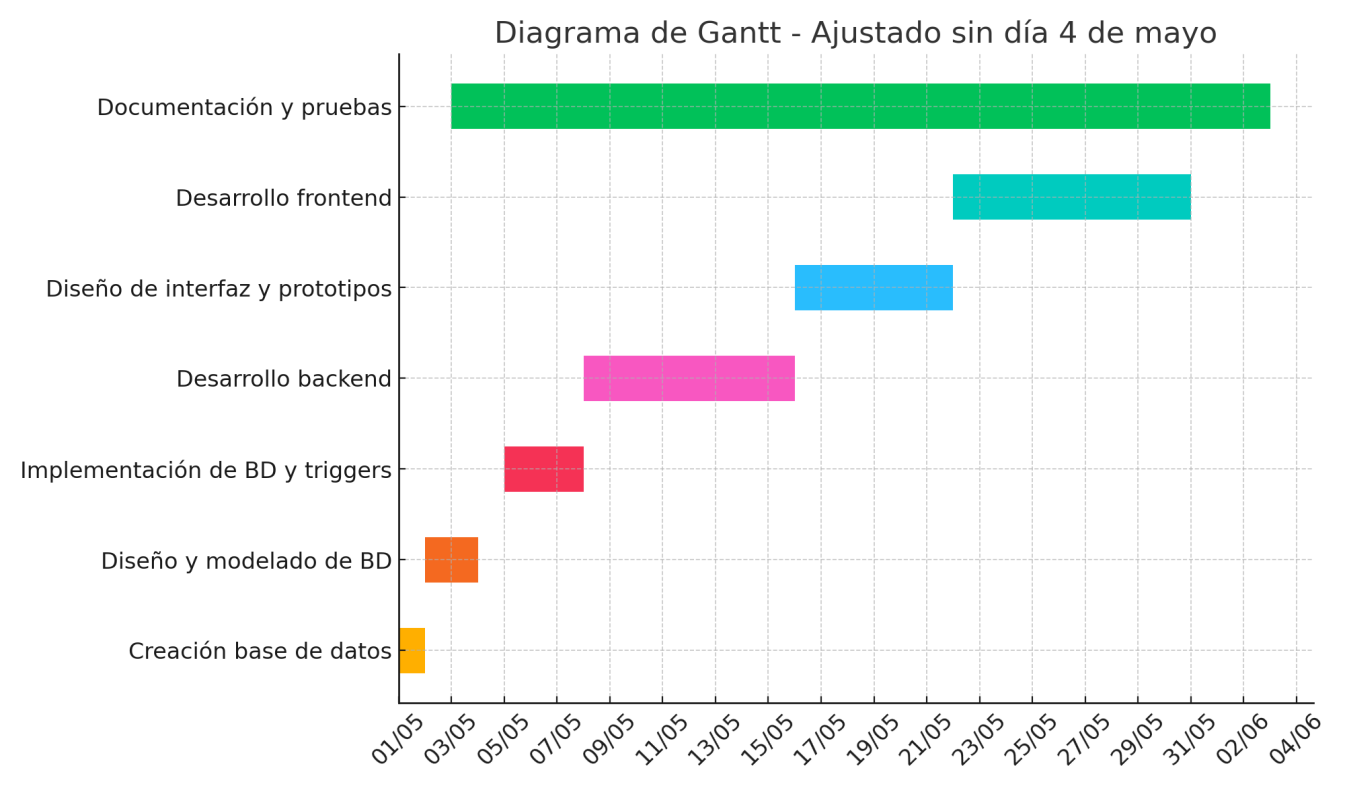 Diagrama de Gantt - Ajustado sin día 4 de mayo
Documentación y pruebas
Desarrollo frontend
Diseño de interfaz y prototipos
Desarrollo backend
Implementación de BD y triggers
Diseño y modelado de BD
Creación base de datos
01/05 03/05 05/05 07/05 09/05 11/05 13/05 15/05 17/05 19/05 21/05 23/05 25/05 27/05 29/05 31/05 02/06 04/06